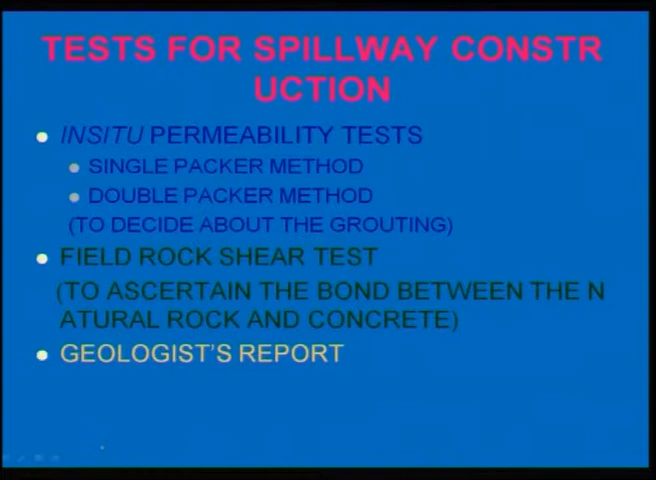 TESTS FOR SPILLWAY CONSTR
UCTION
INSITU PERMEABILITY TESTS
SINGLE PACKER METHOD
DOUBLE PACKER METHOD
(TO DECIDE ABOUT THE GROUTING)
FIELD ROCK SHEAR TEST
(TO ASCERTAIN THE BOND BETWEEN THE N
ATURAL ROCK AND CONCRETE)
GEOLOGIST'S REPORT